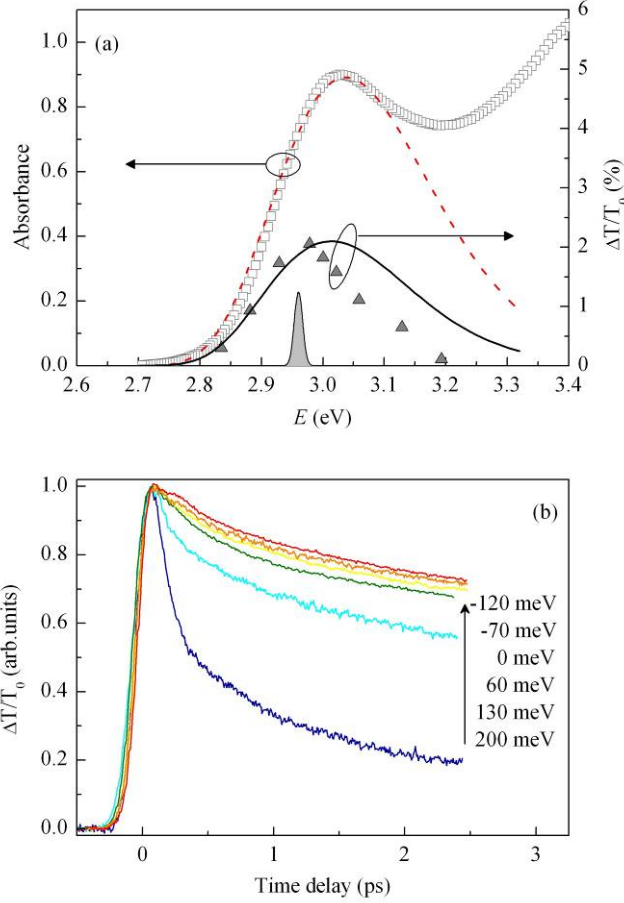 (a)
1.0
0.8
0.6
0.4
0.2
0.0
Absorbance
6
5
4
3
2
1
0
ΔT/T0 (%)
2.6 2.7 2.8 2.9 3.0 3.1 3.2 3.3 3.4
E (eV)
(b)
1.0
0.8
0.6
0.4
0.2
0.0
ΔT/T0 (arb.units)
-120 meV
-70 meV
0 meV
60 meV
130 meV
200 meV
0 1 2 3
Time delay (ps)